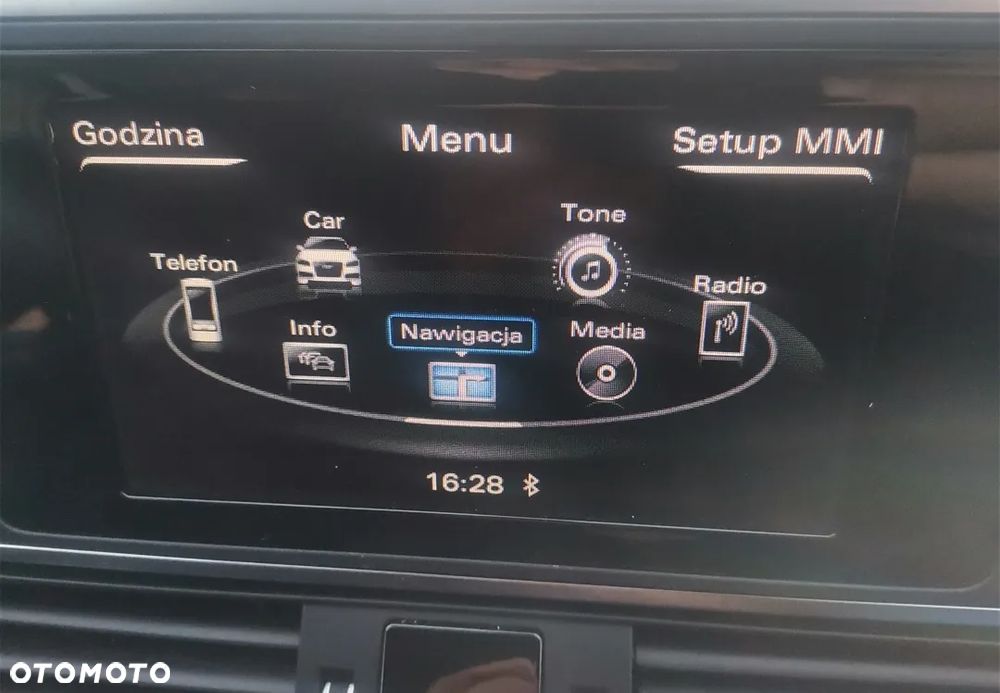 Godzina
Menu
Setup MMI
Car
Tone
Telefon
Radio
Info
Nawigacja
Media
16:28
OTOMOTO